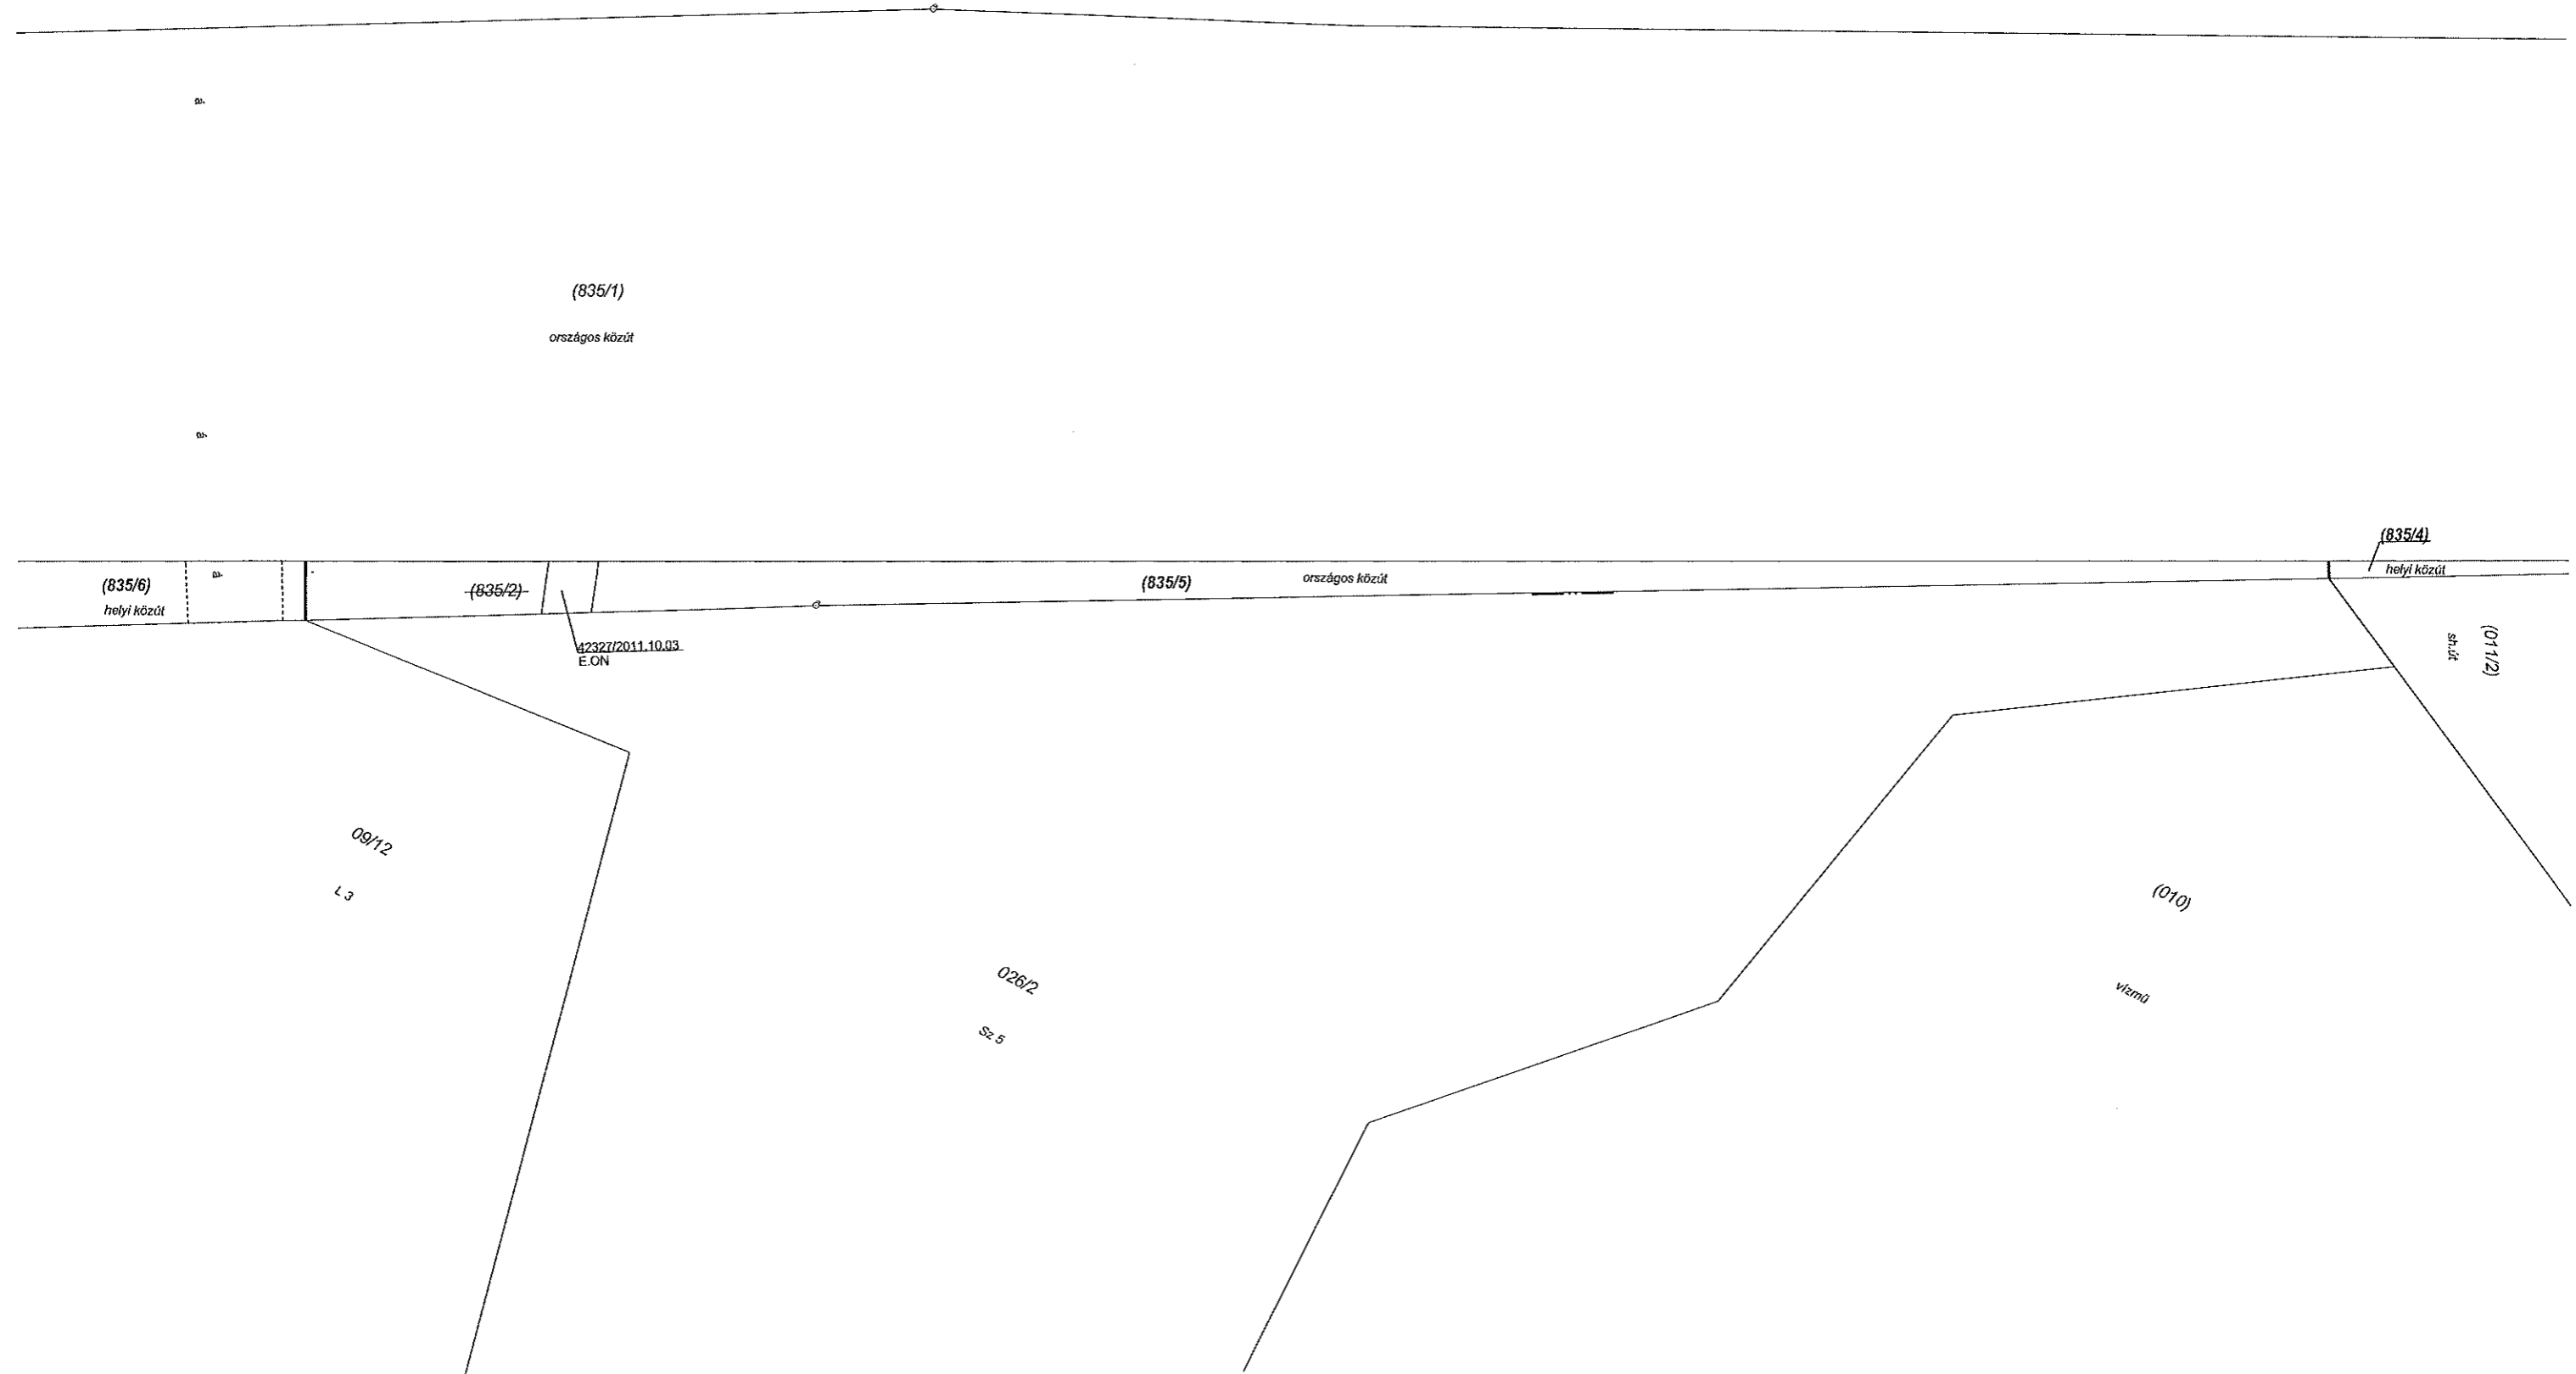 á
(835/1)
országos közút
á
(835/4)
helyi közút
(835/6)
helyi közút
á
(835/2)
(835/5)
országos közút
42327/2011.10.03
E.ON
sh.út
(011/2)
09/12
L 3
(010)
vízmű
026/2
Sz 5